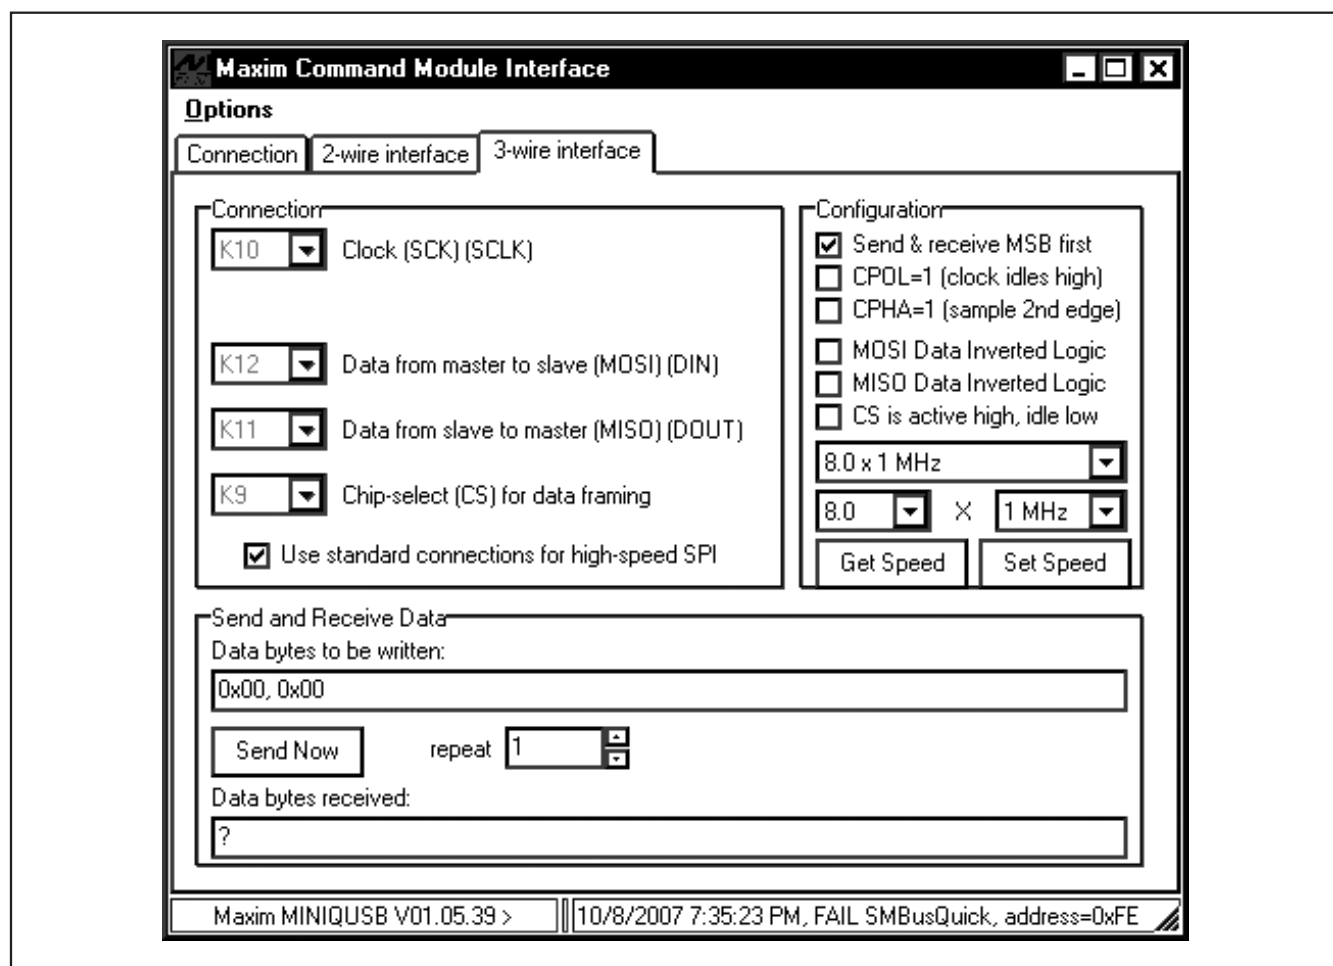 Maxim Command Module Interface
Options
Connection 2-wire interface 3-wire interface
Connection
K10 Clock (SCK) (SCLK)
K12 Data from master to slave (MOSI) (DIN)
K11 Data from slave to master (MISO) (DOUT)
K9 Chip-select (CS) for data framing
Use standard connections for high-speed SPI
Configuration
Send & receive MSB first
CPOL=1 (clock idles high)
CPHA=1 (sample 2nd edge)
MOSI Data Inverted Logic
MISO Data Inverted Logic
CS is active high, idle low
8.0 x 1 MHz
8.0 X 1 MHz
Get Speed Set Speed
Send and Receive Data
Data bytes to be written:
0x00, 0x00
Send Now repeat 1
Data bytes received:
?
Maxim MINIQUSB V01.05.39 > 10/8/2007 7:35:23 PM, FAIL SMBusQuick, address=0xFE